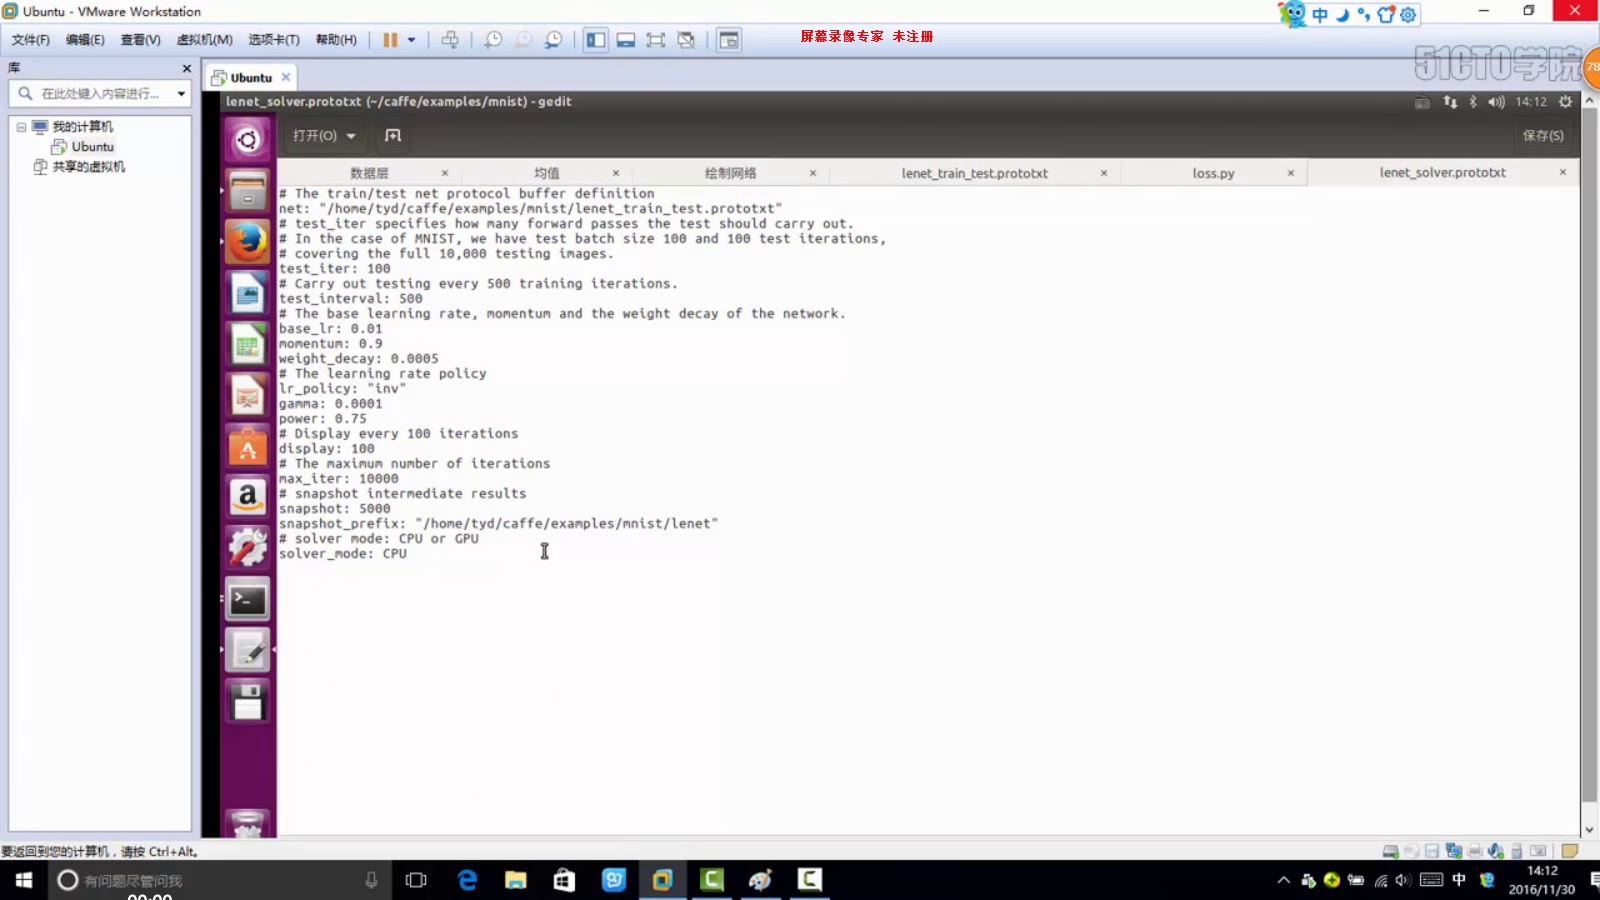 Ubuntu - VMware Workstation
中
文件(F) 编辑(E) 查看(V) 虚拟机(M) 选项卡(T) 帮助(H)
屏幕录像专家 未注册
51CTO学院
78
库
Ubuntu
在此处键入内容进行...
我的计算机
Ubuntu
共享的虚拟机
lenet_solver.prototxt (~/caffe/examples/mnist) - gedit
14:12
打开(O)
保存(S)
数据层
均值
绘制网络
lenet_train_test.prototxt
loss.py
lenet_solver.prototxt
# The train/test net protocol buffer definition
net: "/home/tyd/caffe/examples/mnist/lenet_train_test.prototxt"
# test_iter specifies how many forward passes the test should carry out.
# In the case of MNIST, we have test batch size 100 and 100 test iterations,
# covering the full 10,000 testing images.
test_iter: 100
# Carry out testing every 500 training iterations.
test_interval: 500
# The base learning rate, momentum and the weight decay of the network.
base_lr: 0.01
momentum: 0.9
weight_decay: 0.0005
# The learning rate policy
lr_policy: "inv"
gamma: 0.0001
power: 0.75
# Display every 100 iterations
display: 100
# The maximum number of iterations
max_iter: 10000
# snapshot intermediate results
snapshot: 5000
snapshot_prefix: "/home/tyd/caffe/examples/mnist/lenet"
# solver mode: CPU or GPU
solver_mode: CPU
要返回到您的计算机，请按 Ctrl+Alt。
有问题尽管问我
中
14:12
2016/11/30